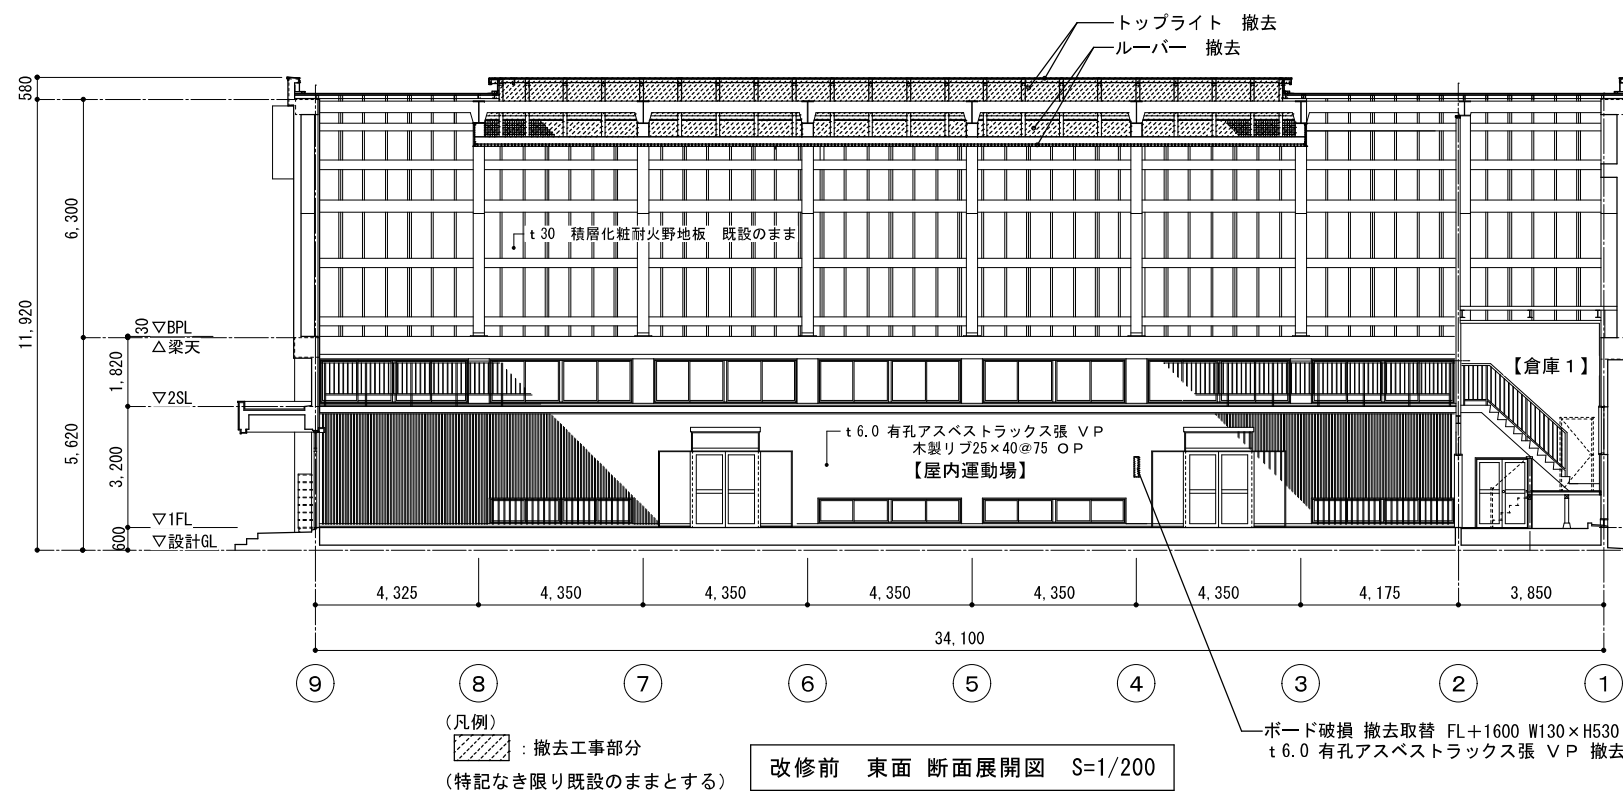 トップライト 撤去
ルーバー 撤去
580
6,300
11,920
t30 積層化粧耐火野地板 既設のまま
30
▽BPL
△梁天
1,820
▽2SL
5,620
3,200
▽1FL
600
▽設計GL
【倉庫1】
t6.0 有孔アスベストラックス張 VP
木製リブ25×40@75 OP
【屋内運動場】
4,325 4,350 4,350 4,350 4,350 4,350 4,175 3,850
34,100
9 8 7 6 5 4 3 2 1
ボード破損 撤去取替 FL+1600 W130×H530
t6.0 有孔アスベストラックス張 VP 撤去
(凡例)
:撤去工事部分
(特記なき限り既設のままとする)
改修前 東面 断面展開図 S=1/200